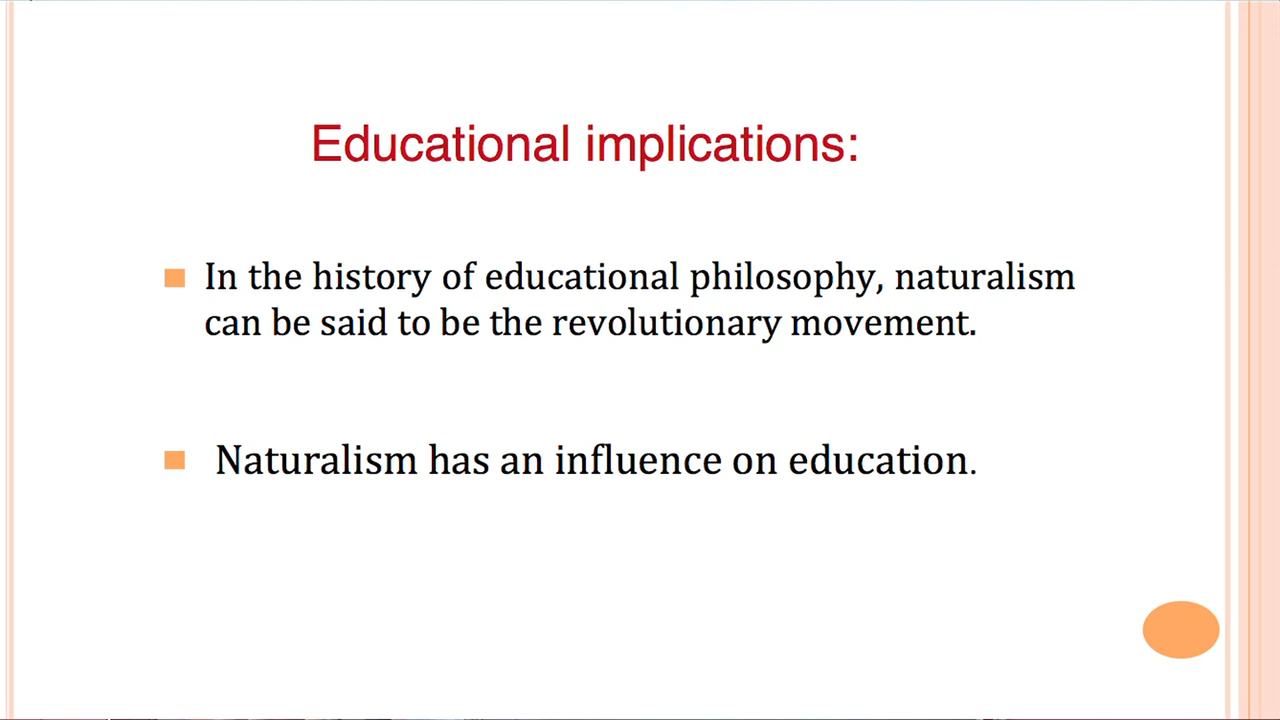 Educational implications:
In the history of educational philosophy, naturalism
can be said to be the revolutionary movement.
Naturalism has an influence on education.